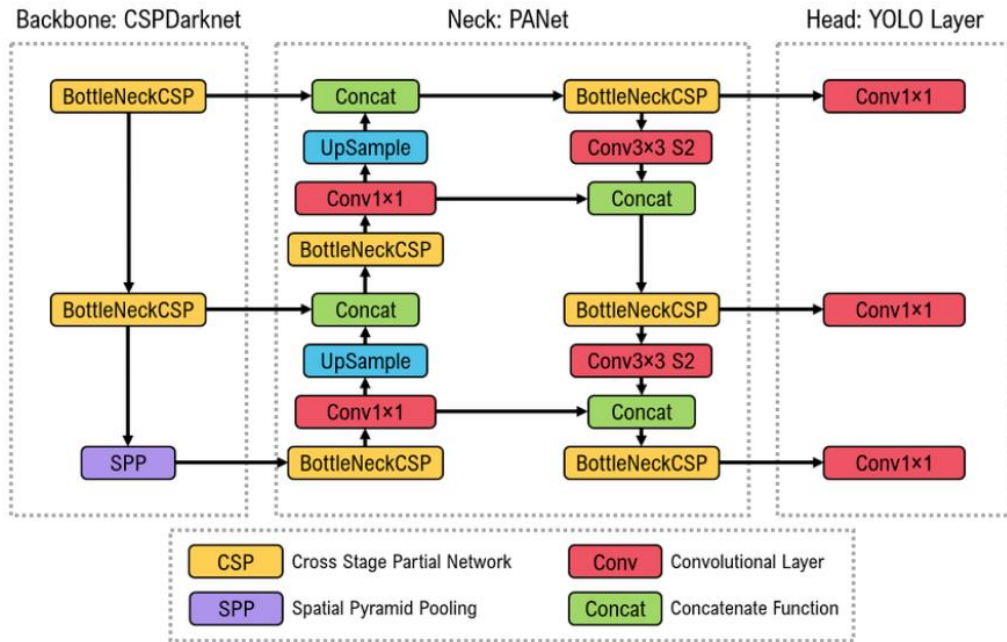 Backbone: CSPDarknet
Neck: PANet
Head: YOLO Layer
BottleNeckCSP
Concat
BottleNeckCSP
Conv1×1
UpSample
Conv3×3 S2
Conv1×1
Concat
BottleNeckCSP
BottleNeckCSP
Concat
BottleNeckCSP
Conv1×1
UpSample
Conv3×3 S2
Conv1×1
Concat
SPP
BottleNeckCSP
BottleNeckCSP
Conv1×1
CSP Cross Stage Partial Network
Conv Convolutional Layer
SPP Spatial Pyramid Pooling
Concat Concatenate Function